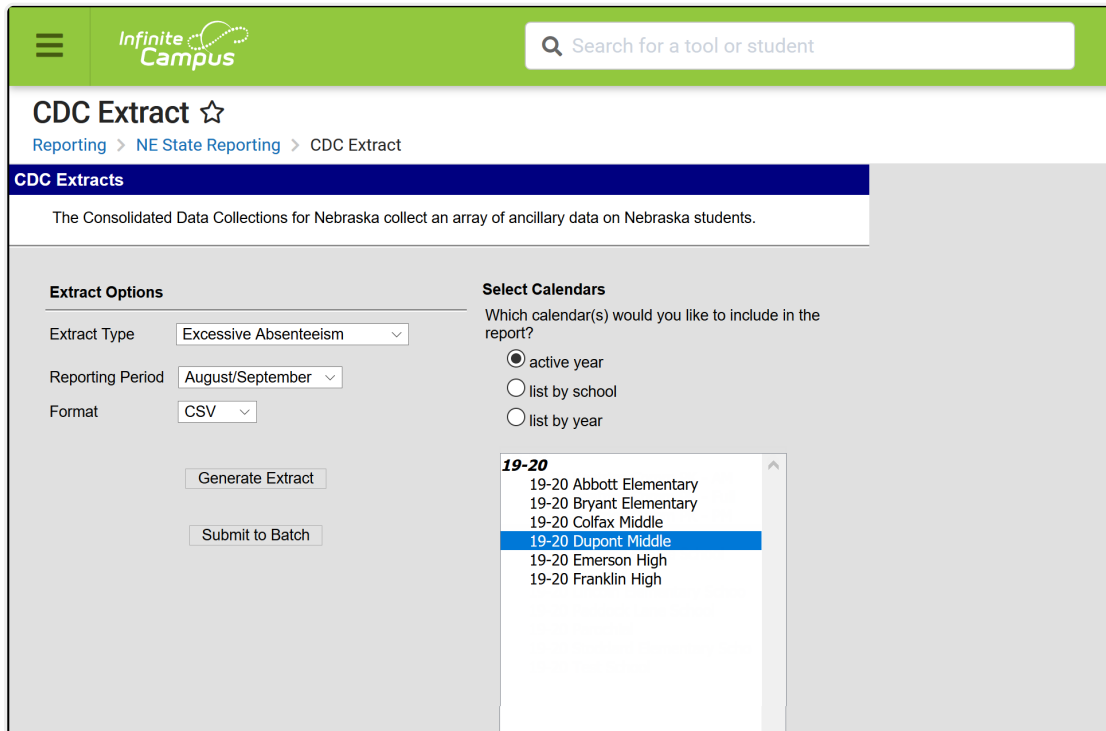 Infinite
Campus
Search for a tool or student
CDC Extract
Reporting > NE State Reporting > CDC Extract
CDC Extracts
The Consolidated Data Collections for Nebraska collect an array of ancillary data on Nebraska students.
Extract Options
Extract Type Excessive Absenteeism
Reporting Period August/September
Format CSV
Generate Extract
Submit to Batch
Select Calendars
Which calendar(s) would you like to include in the
report?
active year
list by school
list by year
19-20
19-20 Abbott Elementary
19-20 Bryant Elementary
19-20 Colfax Middle
19-20 Dupont Middle
19-20 Emerson High
19-20 Franklin High